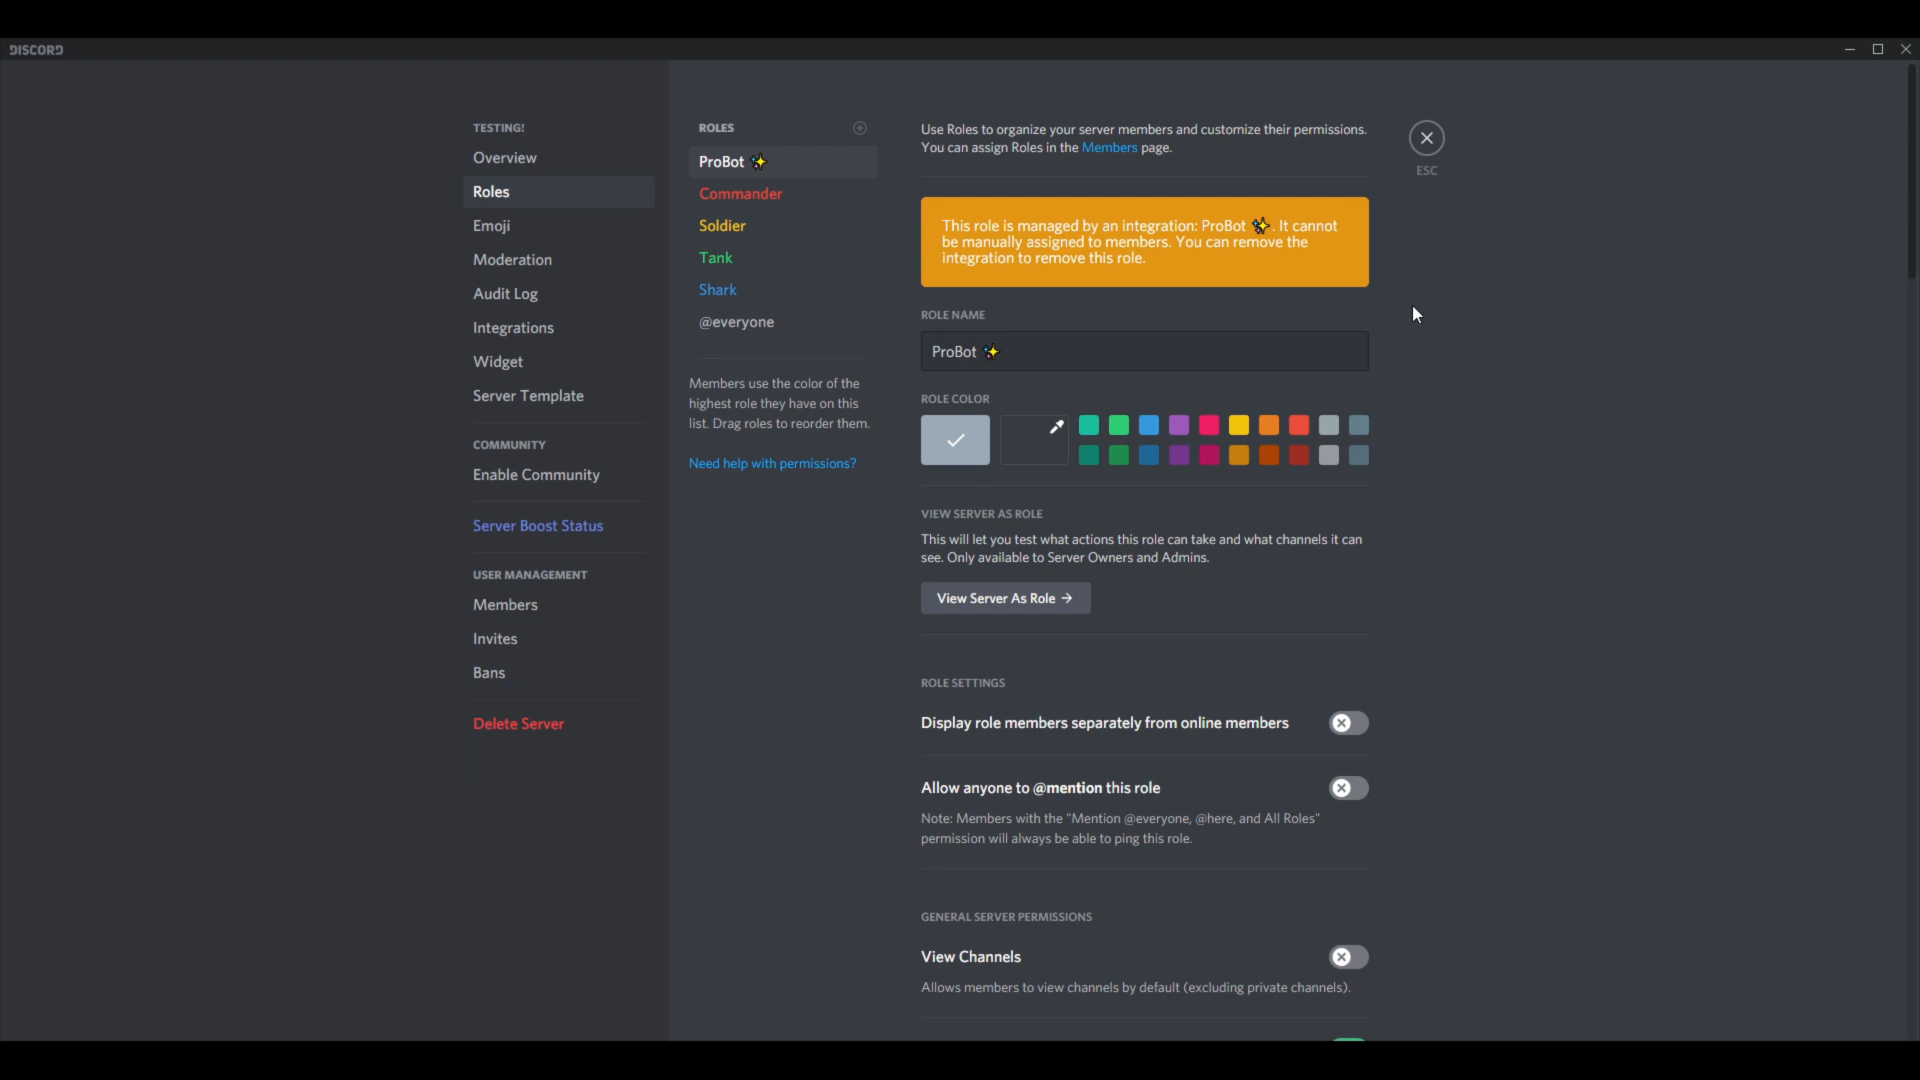 DISCORD
TESTING!
Overview
Roles
Emoji
Moderation
Audit Log
Integrations
Widget
Server Template
COMMUNITY
Enable Community
Server Boost Status
USER MANAGEMENT
Members
Invites
Bans
Delete Server
ROLES
ProBot ✨
Commander
Soldier
Tank
Shark
@everyone
Members use the color of the
highest role they have on this
list. Drag roles to reorder them.
Need help with permissions?
Use Roles to organize your server members and customize their permissions.
You can assign Roles in the Members page.
This role is managed by an integration: ProBot ✨. It cannot
be manually assigned to members. You can remove the
integration to remove this role.
ROLE NAME
ProBot ✨
ROLE COLOR
VIEW SERVER AS ROLE
This will let you test what actions this role can take and what channels it can
see. Only available to Server Owners and Admins.
View Server As Role →
ROLE SETTINGS
Display role members separately from online members
Allow anyone to @mention this role
Note: Members with the "Mention @everyone, @here, and All Roles"
permission will always be able to ping this role.
GENERAL SERVER PERMISSIONS
View Channels
Allows members to view channels by default (excluding private channels).
ESC